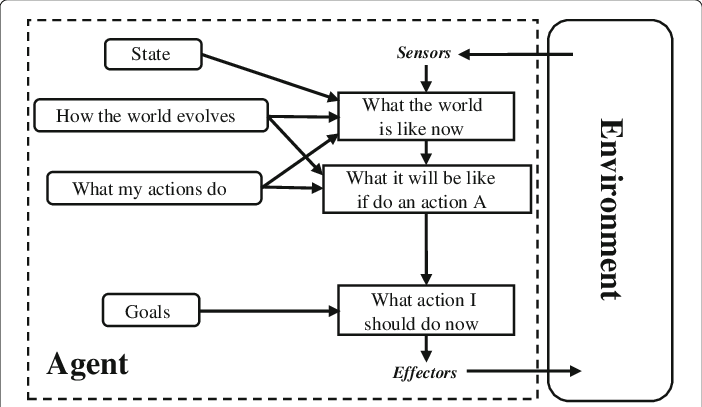 State
Sensors
How the world evolves
What the world
is like now
What my actions do
What it will be like
if do an action A
Environment
Goals
What action I
should do now
Agent
Effectors